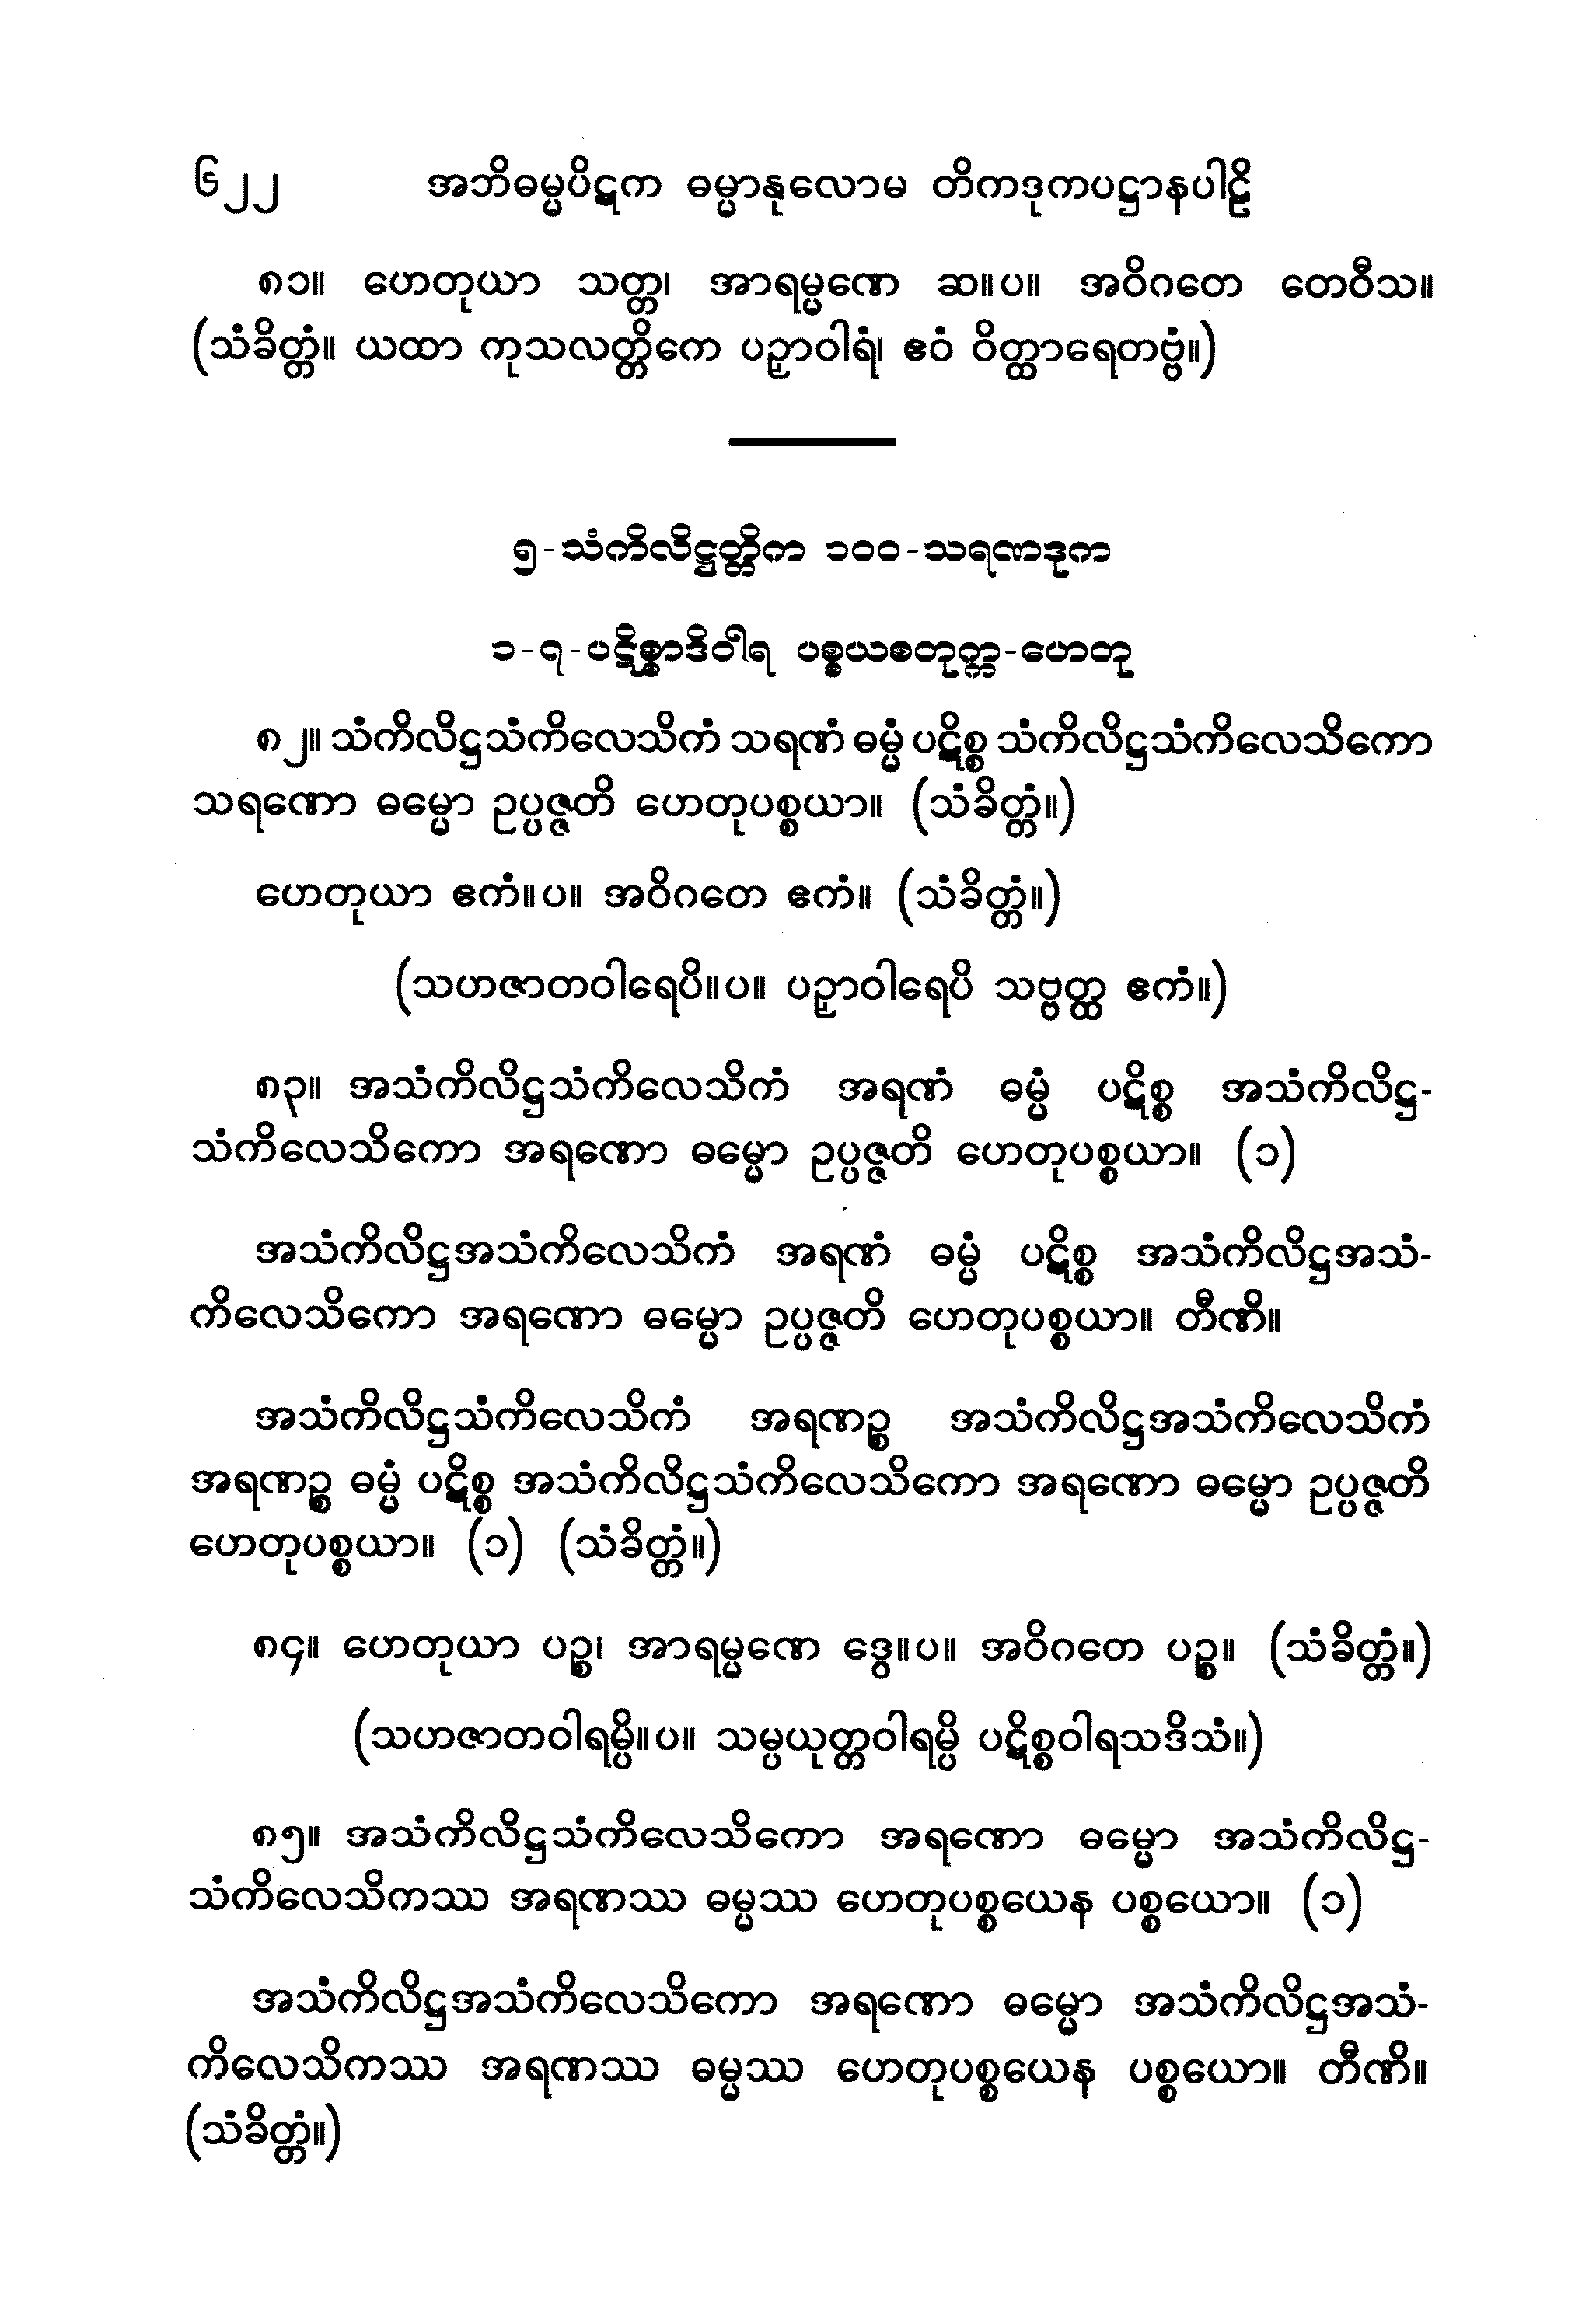 ၆၂၂ အဘိဓမ္မပိဋက ဓမ္မာနုလောမ တိကဒုကပဋ္ဌာနပါဠိ
၈၁။ ဟေတုယာ သတ္တ၊ အာရမ္မဏေ ဆ။ပ။ အဝိဂတေ တေဝီသ။
(သံခိတ္တံ။ ယထာ ကုသလတ္တိကေ ပဉှာဝါရံ၊ ဧဝံ ဝိတ္ထာရေတဗ္ဗံ။)
၅-သံကိလိဋ္ဌတ္တိက ၁၀၀-သရဏဒုက
၁-၇-ပဋိစ္စာဒိဝါရ ပစ္စယစတုက္က-ဟေတု
၈၂။ သံကိလိဋ္ဌသံကိလေသိကံ သရဏံ ဓမ္မံ ပဋိစ္စ သံကိလိဋ္ဌသံကိလေသိကော
သရဏော ဓမ္မော ဥပ္ပဇ္ဇတိ ဟေတုပစ္စယာ။ (သံခိတ္တံ။)
ဟေတုယာ ဧကံ။ပ။ အဝိဂတေ ဧကံ။ (သံခိတ္တံ။)
(သဟဇာတဝါရေပိ။ပ။ ပဉှာဝါရေပိ သဗ္ဗတ္ထ ဧကံ။)
၈၃။ အသံကိလိဋ္ဌသံကိလေသိကံ အရဏံ ဓမ္မံ ပဋိစ္စ အသံကိလိဋ္ဌ-
သံကိလေသိကော အရဏော ဓမ္မော ဥပ္ပဇ္ဇတိ ဟေတုပစ္စယာ။ (၁)
အသံကိလိဋ္ဌအသံကိလေသိကံ အရဏံ ဓမ္မံ ပဋိစ္စ အသံကိလိဋ္ဌအသံ-
ကိလေသိကော အရဏော ဓမ္မော ဥပ္ပဇ္ဇတိ ဟေတုပစ္စယာ။ တီဏိ။
အသံကိလိဋ္ဌသံကိလေသိကံ အရဏဉ္စ အသံကိလိဋ္ဌအသံကိလေသိကံ
အရဏဉ္စ ဓမ္မံ ပဋိစ္စ အသံကိလိဋ္ဌသံကိလေသိကော အရဏော ဓမ္မော ဥပ္ပဇ္ဇတိ
ဟေတုပစ္စယာ။ (၁) (သံခိတ္တံ။)
၈၄။ ဟေတုယာ ပဉ္စ၊ အာရမ္မဏေ ဒွေ။ပ။ အဝိဂတေ ပဉ္စ။ (သံခိတ္တံ။)
(သဟဇာတဝါရမ္ပိ။ပ။ သမ္ပယုတ္တဝါရမ္ပိ ပဋိစ္စဝါရသဒိသံ။)
၈၅။ အသံကိလိဋ္ဌသံကိလေသိကော အရဏော ဓမ္မော အသံကိလိဋ္ဌ-
သံကိလေသိကဿ အရဏဿ ဓမ္မဿ ဟေတုပစ္စယေန ပစ္စယော။ (၁)
အသံကိလိဋ္ဌအသံကိလေသိကော အရဏော ဓမ္မော အသံကိလိဋ္ဌအသံ-
ကိလေသိကဿ အရဏဿ ဓမ္မဿ ဟေတုပစ္စယေန ပစ္စယော။ တီဏိ။
(သံခိတ္တံ။)